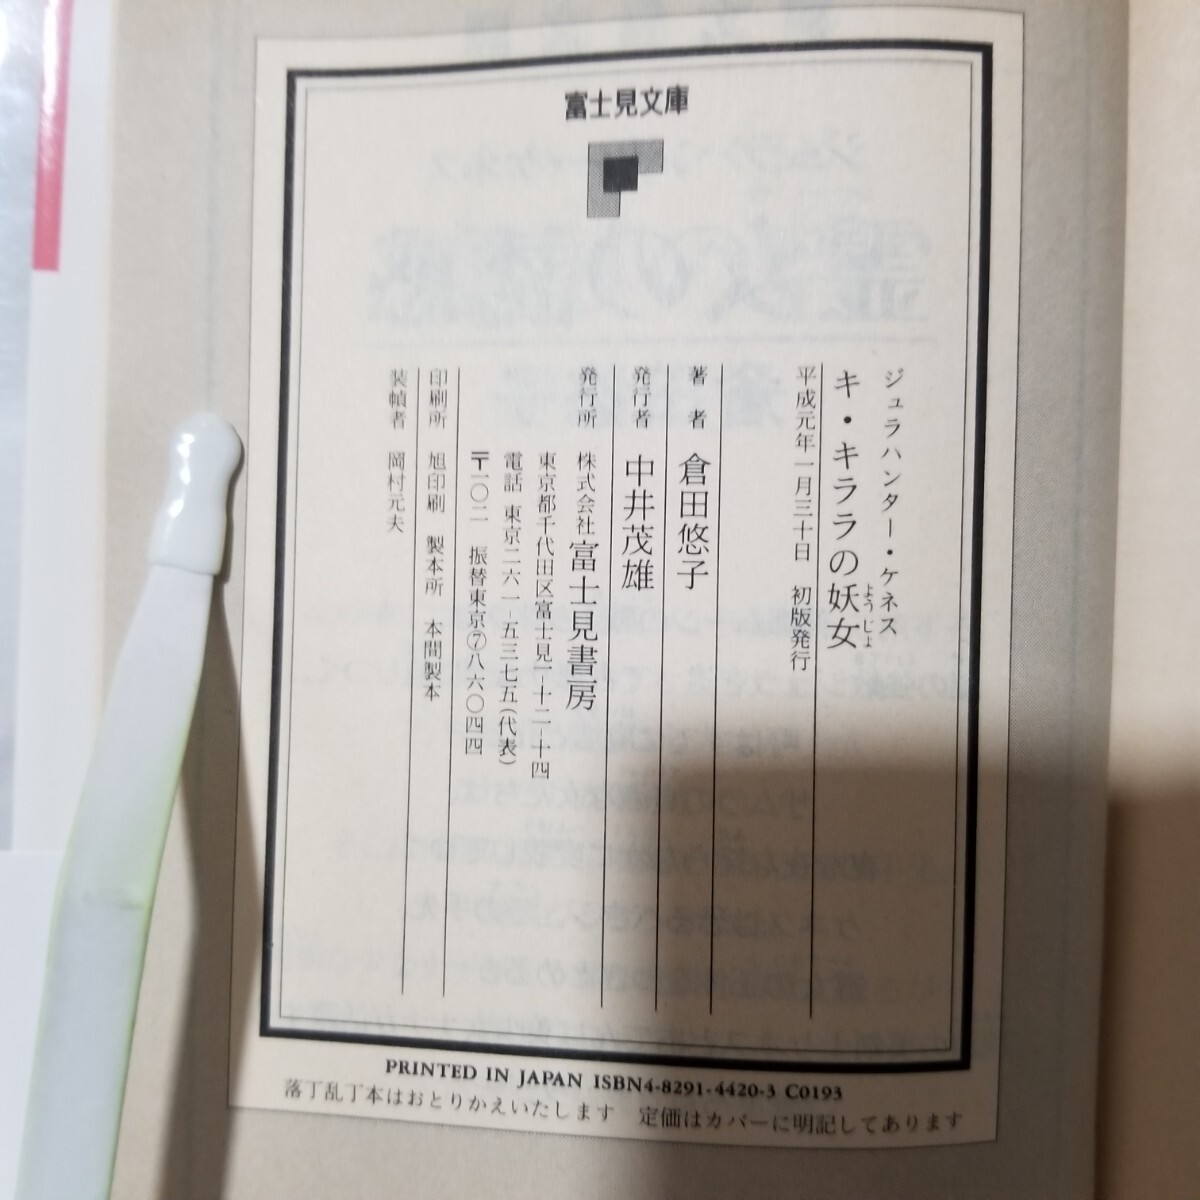 富士見文庫
ジュラハンター・ケネス
キ・キララの妖女
ようじょ
平成元年一月三十日 初版発行
著者 倉田悠子
発行者 中井茂雄
発行所 株式会社富士見書房
東京都千代田区富士見一-十二-十四
電話 東京二六一-五三七五(代表)
〒一〇二 振替東京⑦八六〇四四
印刷所 旭印刷 製本所 本間製本
装幀者 岡村元夫
PRINTED IN JAPAN ISBN4-8291-4420-3 C0193
落丁乱丁本はおとりかえいたします 定価はカバーに明記してあります